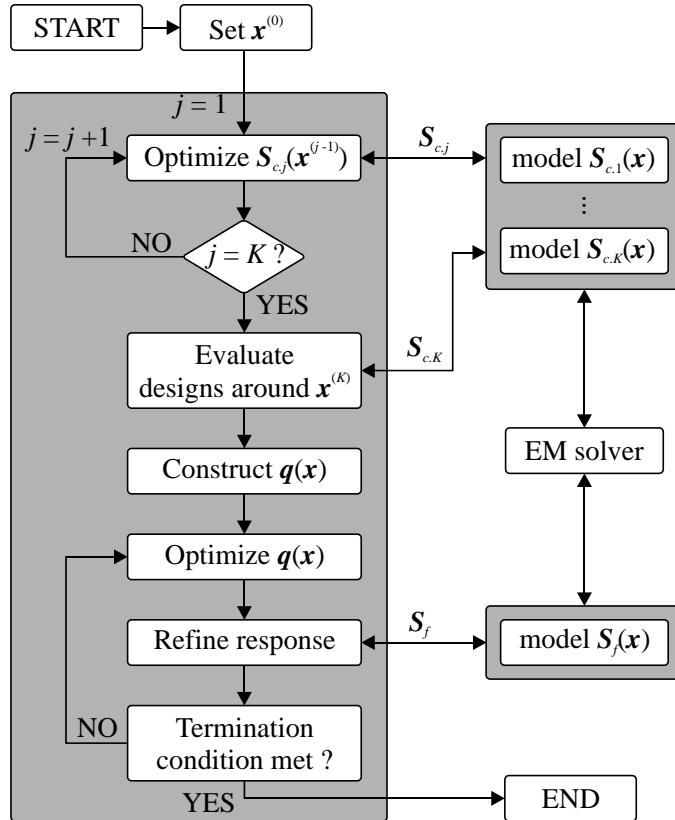 START
Set x^(0)
j = 1
j = j +1
Optimize S_c.j(x^(j-1))
S_c.j
model S_c.1(x)
⋮
model S_c.K(x)
NO
j = K ?
YES
S_c.K
Evaluate
designs around x^(K)
EM solver
Construct q(x)
Optimize q(x)
Refine response
S_f
model S_f(x)
NO
Termination
condition met ?
YES
END